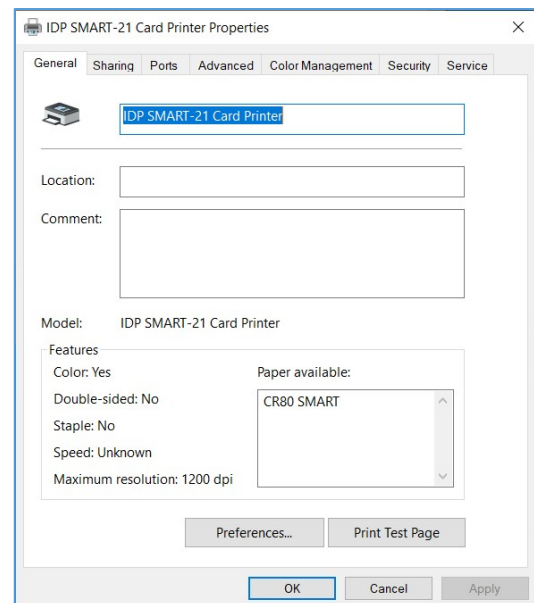 IDP SMART-21 Card Printer Properties
General Sharing Ports Advanced Color Management Security Service
IDP SMART-21 Card Printer
Location:
Comment:
Model: IDP SMART-21 Card Printer
Features
Color: Yes
Paper available:
Double-sided: No
CR80 SMART
Staple: No
Speed: Unknown
Maximum resolution: 1200 dpi
Preferences... Print Test Page
OK Cancel Apply